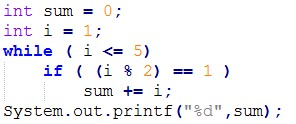 int sum = 0;
int i = 1;
while ( i <= 5)
    if ( (i % 2) == 1 )
        sum += i;
System.out.printf("%d",sum);